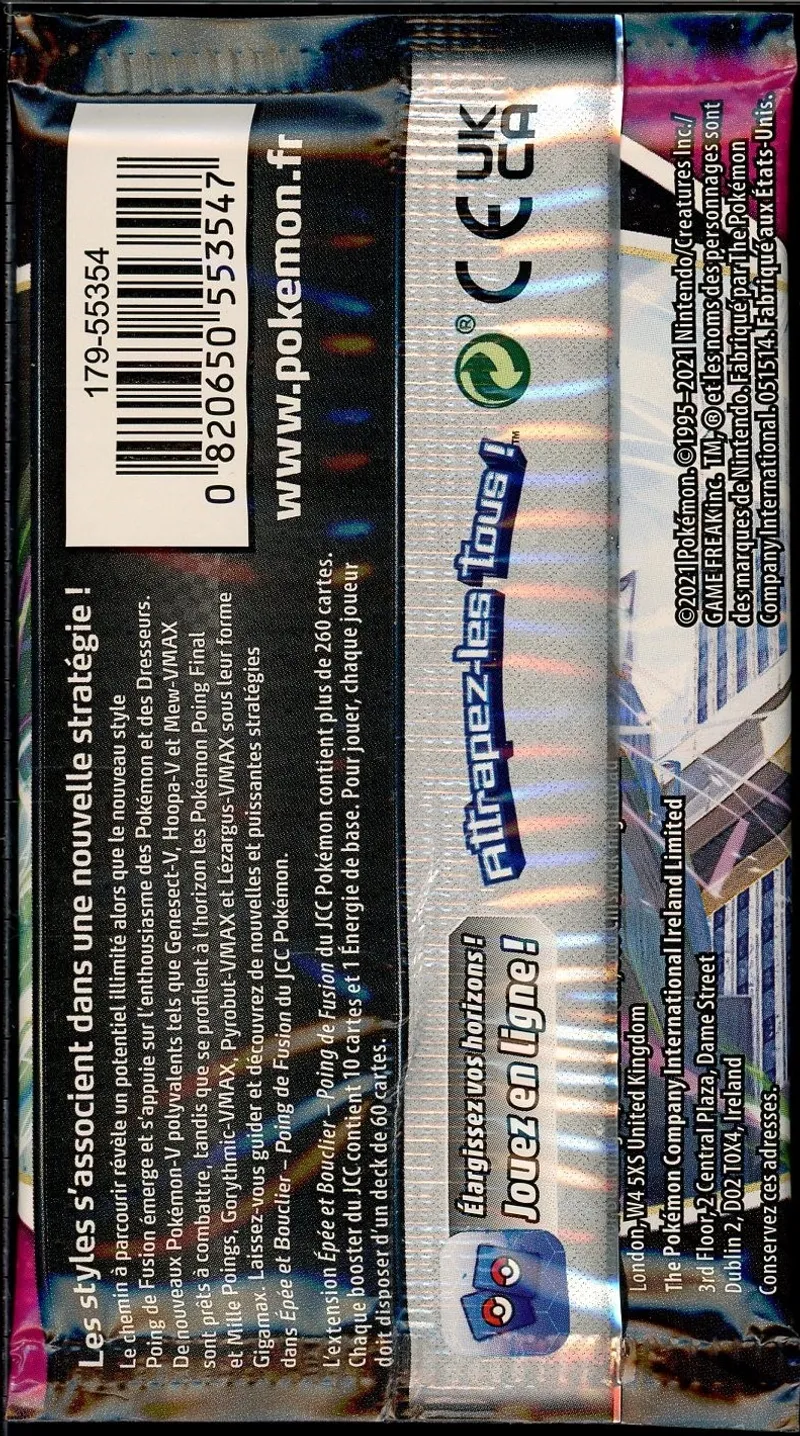 Les styles s'associent dans une nouvelle stratégie !
Le chemin à parcourir révèle un potentiel illimité alors que le nouveau style
Poing de Fusion émerge et s'appuie sur l'enthousiasme des Pokémon et des Dresseurs.
De nouveaux Pokémon-V polyvalents tels que Genesect-V, Hoopa-V et Mew-VMAX
sont prêts à combattre, tandis que se profilent à l'horizon les Pokémon Poing Final
et Mille Poings, Gorythmic-VMAX, Pyrobut-VMAX et Lézargus-VMAX sous leur forme
Gigamax. Laissez-vous guider et découvrez de nouvelles et puissantes stratégies
dans Épée et Bouclier – Poing de Fusion du JCC Pokémon.
L'extension Épée et Bouclier – Poing de Fusion du JCC Pokémon contient plus de 260 cartes.
Chaque booster du JCC contient 10 cartes et 1 Énergie de base. Pour jouer, chaque joueur
doit disposer d'un deck de 60 cartes.
179-55354
0 820650 553547
www.pokemon.fr
Élargissez vos horizons !
Jouez en ligne !
Attrapez-les tous !™
®
CE
UK
CA
London, W4 5XS United Kingdom
The Pokémon Company International Ireland Limited
3rd Floor, 2 Central Plaza, Dame Street
Dublin 2, D02 T0X4, Ireland
Conservez ces adresses.
©2021 Pokémon. ©1995–2021 Nintendo/Creatures Inc./
GAME FREAK inc. TM, ® et les noms des personnages sont
des marques de Nintendo. Fabriqué par The Pokémon
Company International. 051514. Fabriqué aux États-Unis.